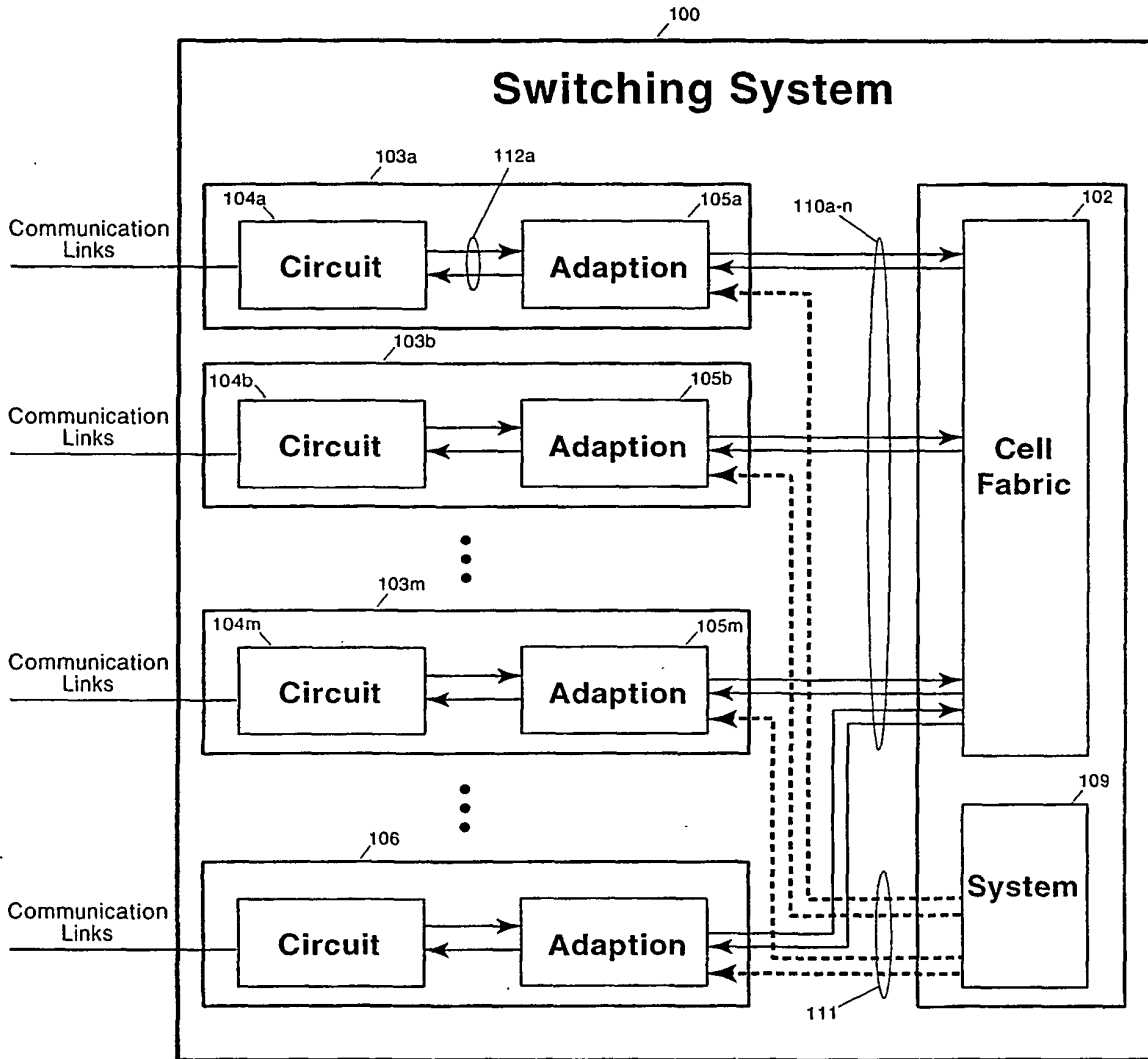 100
Switching System
103a
112a
104a
105a
110a-n
102
Communication
Links
Circuit
Adaption
103b
104b
105b
Communication
Links
Circuit
Adaption
Cell
Fabric
103m
104m
105m
Communication
Links
Circuit
Adaption
109
106
System
Communication
Links
Circuit
Adaption
111